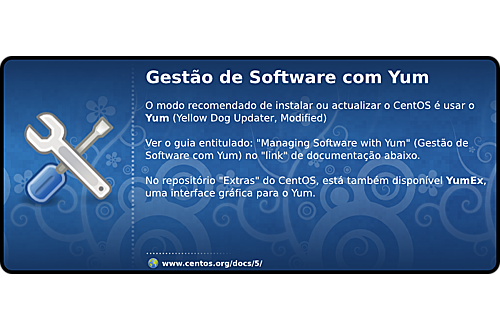 Gestão de Software com Yum
O modo recomendado de instalar ou actualizar o CentOS é usar o
Yum (Yellow Dog Updater, Modified)
Ver o guia entitulado: "Managing Software with Yum" (Gestão de
Software com Yum) no "link" de documentação abaixo.
No repositório "Extras" do CentOS, está também disponível YumEx,
uma interface gráfica para o Yum.
www.centos.org/docs/5/